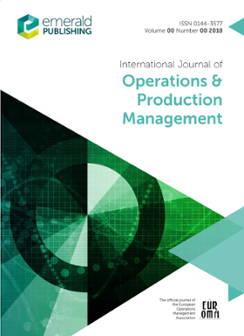 emerald
PUBLISHING
ISSN 0144-3577
Volume 00 Number 00 2018
International Journal of
Operations &
Production
Management
The official journal of
the European
Operations
Management
Association
EUR
OMA